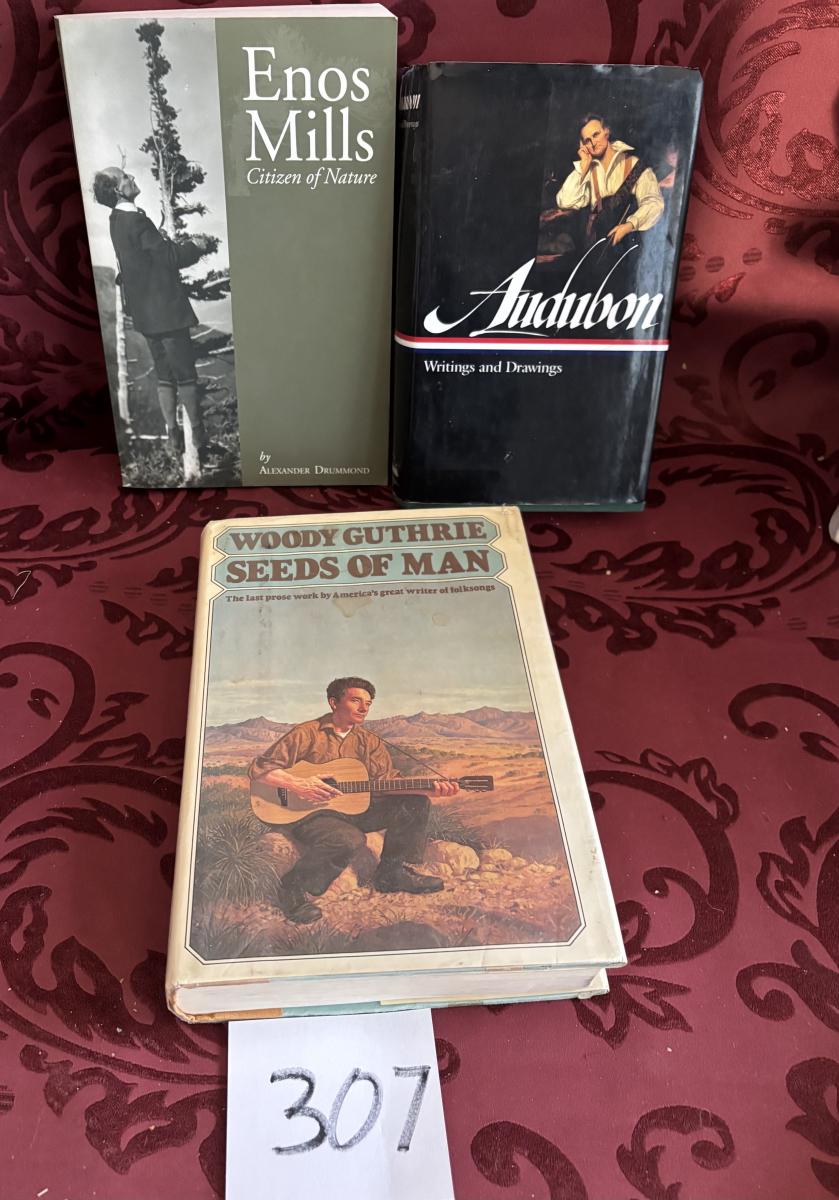 Enos
Mills
Citizen of Nature
by
ALEXANDER DRUMMOND
Audubon
Writings and Drawings
WOODY GUTHRIE
SEEDS OF MAN
The last prose work by America's great writer of folksongs
307